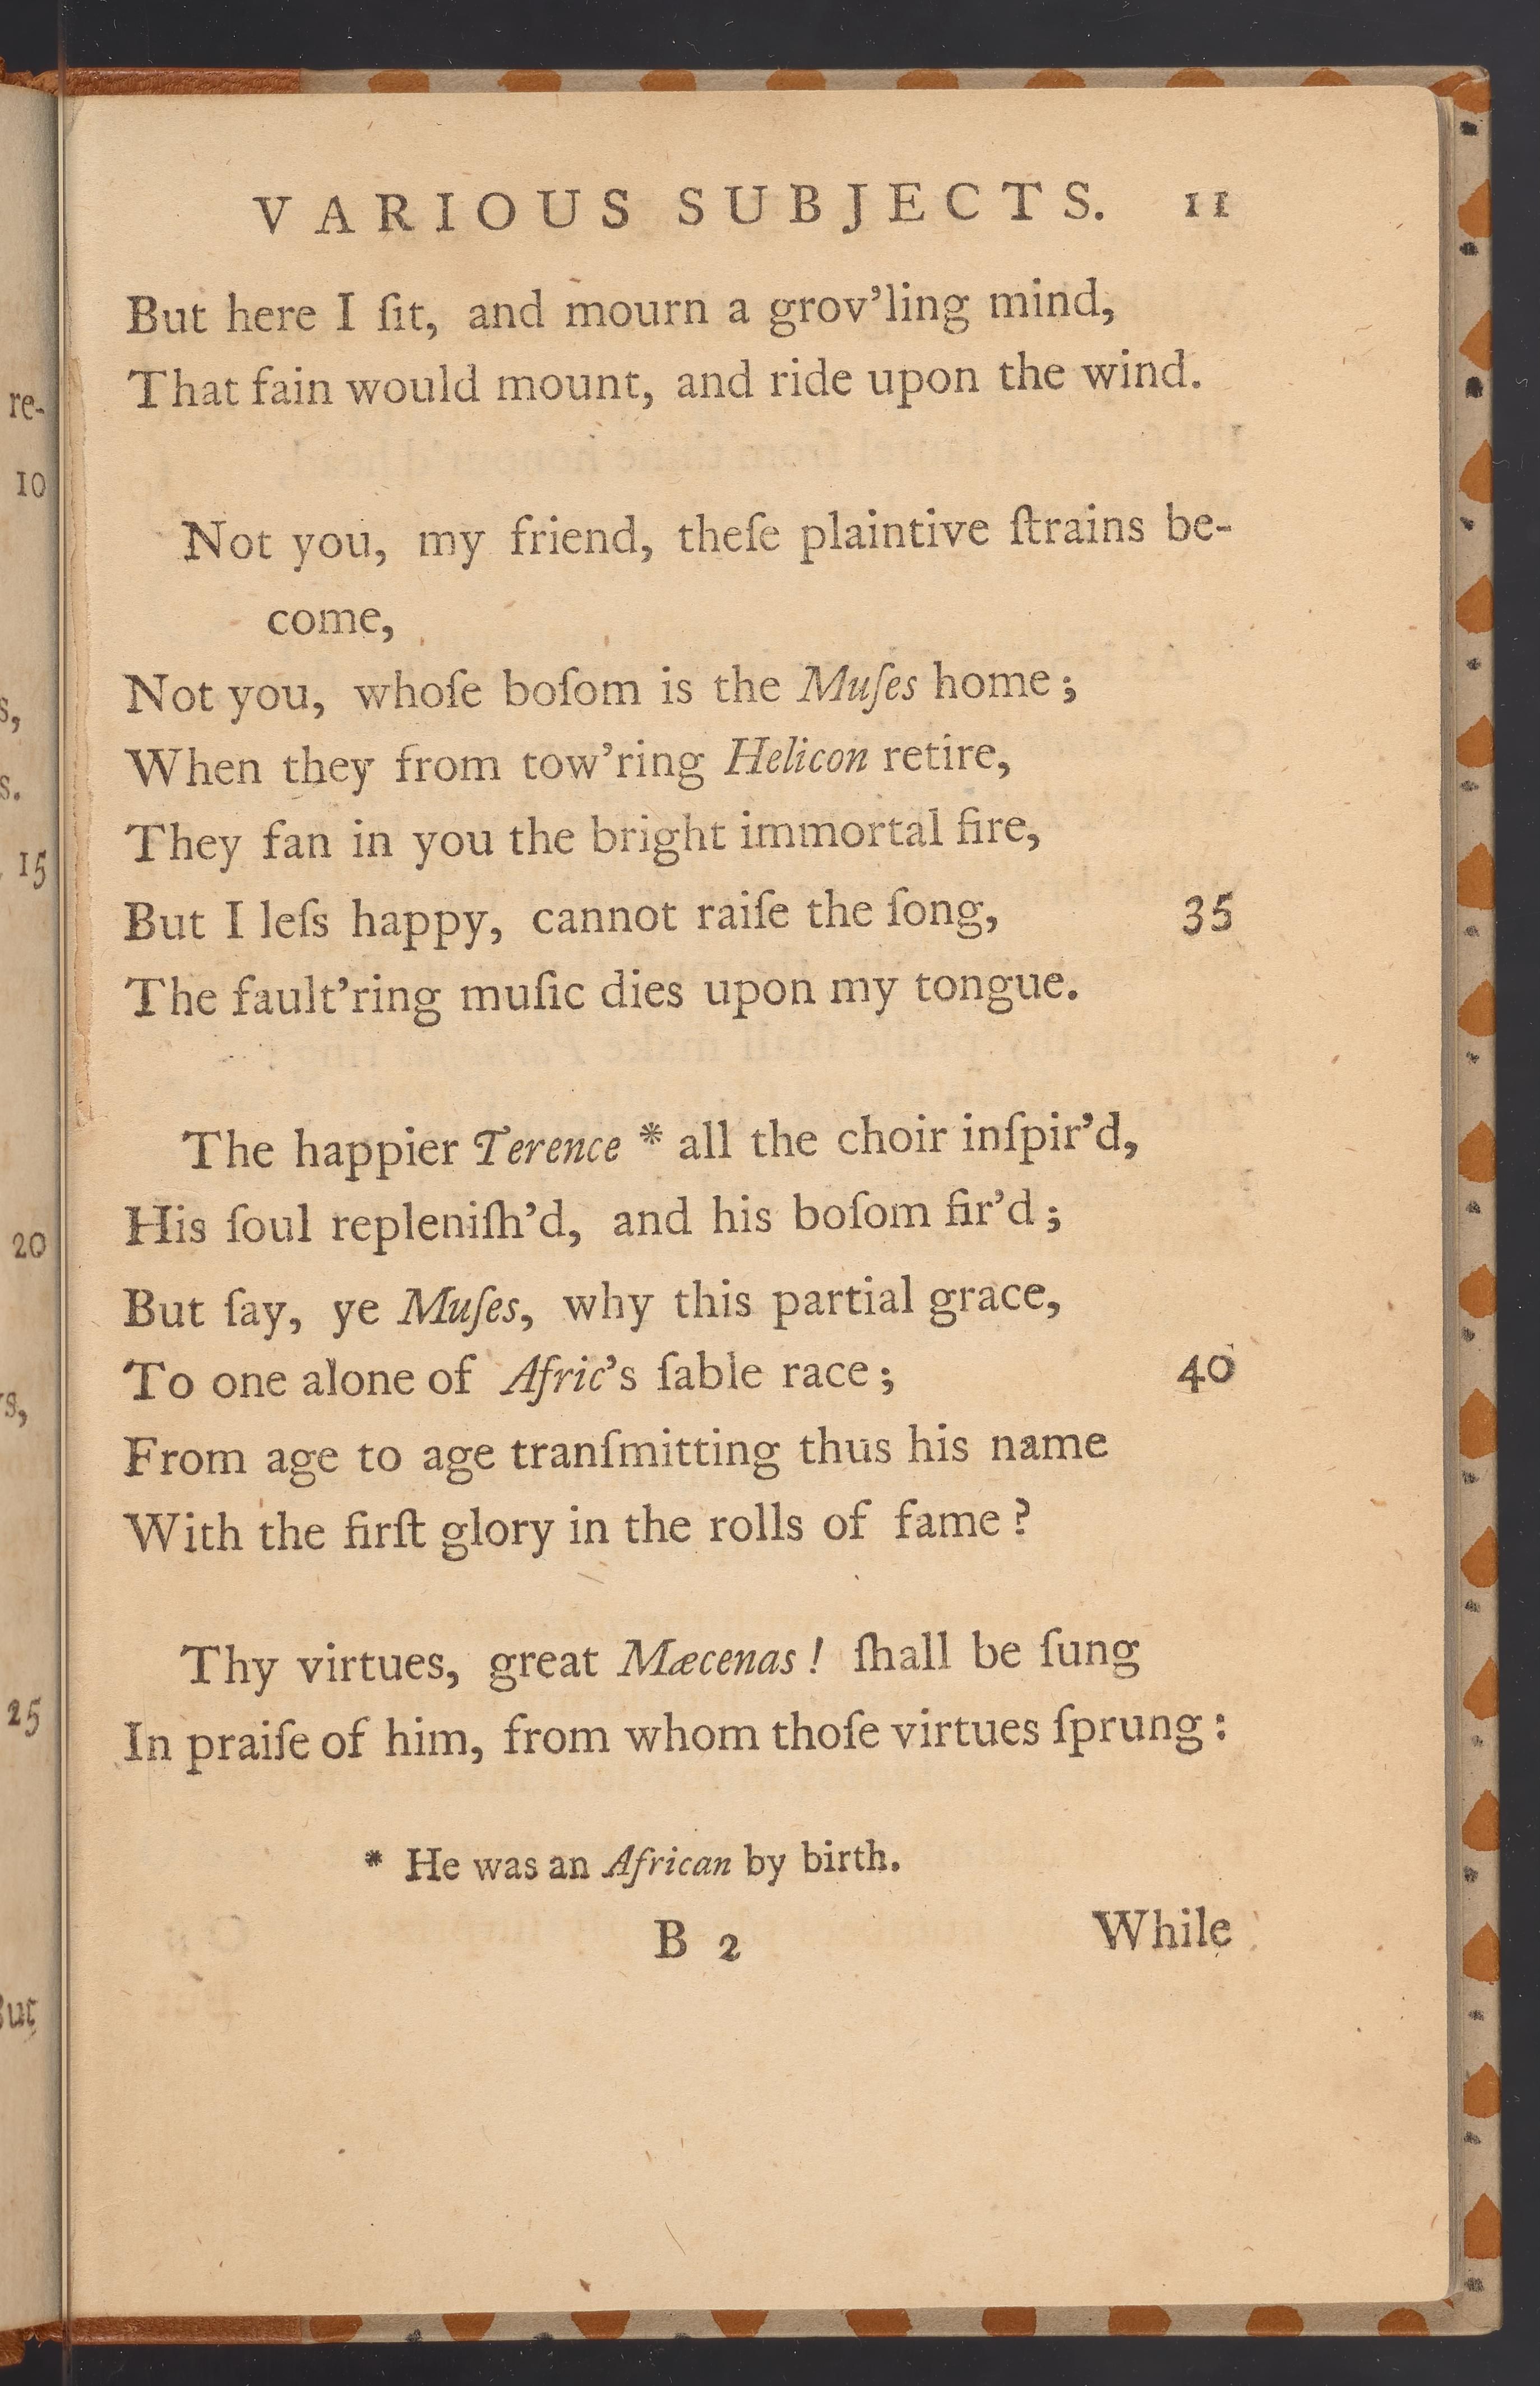 re-
10
s,
s.
15
20
s,
25
VARIOUS SUBJECTS. 11
But here I ſit, and mourn a grov’ling mind,
That fain would mount, and ride upon the wind.
Not you, my friend, theſe plaintive ſtrains be-
come,
Not you, whoſe boſom is the Muſes home;
When they from tow’ring Helicon retire,
They fan in you the bright immortal fire,
But I leſs happy, cannot raiſe the ſong, 35
The fault’ring muſic dies upon my tongue.
The happier Terence * all the choir inſpir’d,
His ſoul repleniſh’d, and his boſom fir’d;
But ſay, ye Muſes, why this partial grace,
To one alone of Afric’s ſable race; 40
From age to age tranſmitting thus his name
With the firſt glory in the rolls of fame?
Thy virtues, great Mæcenas! ſhall be ſung
In praiſe of him, from whom thoſe virtues ſprung:
* He was an African by birth.
B 2 While